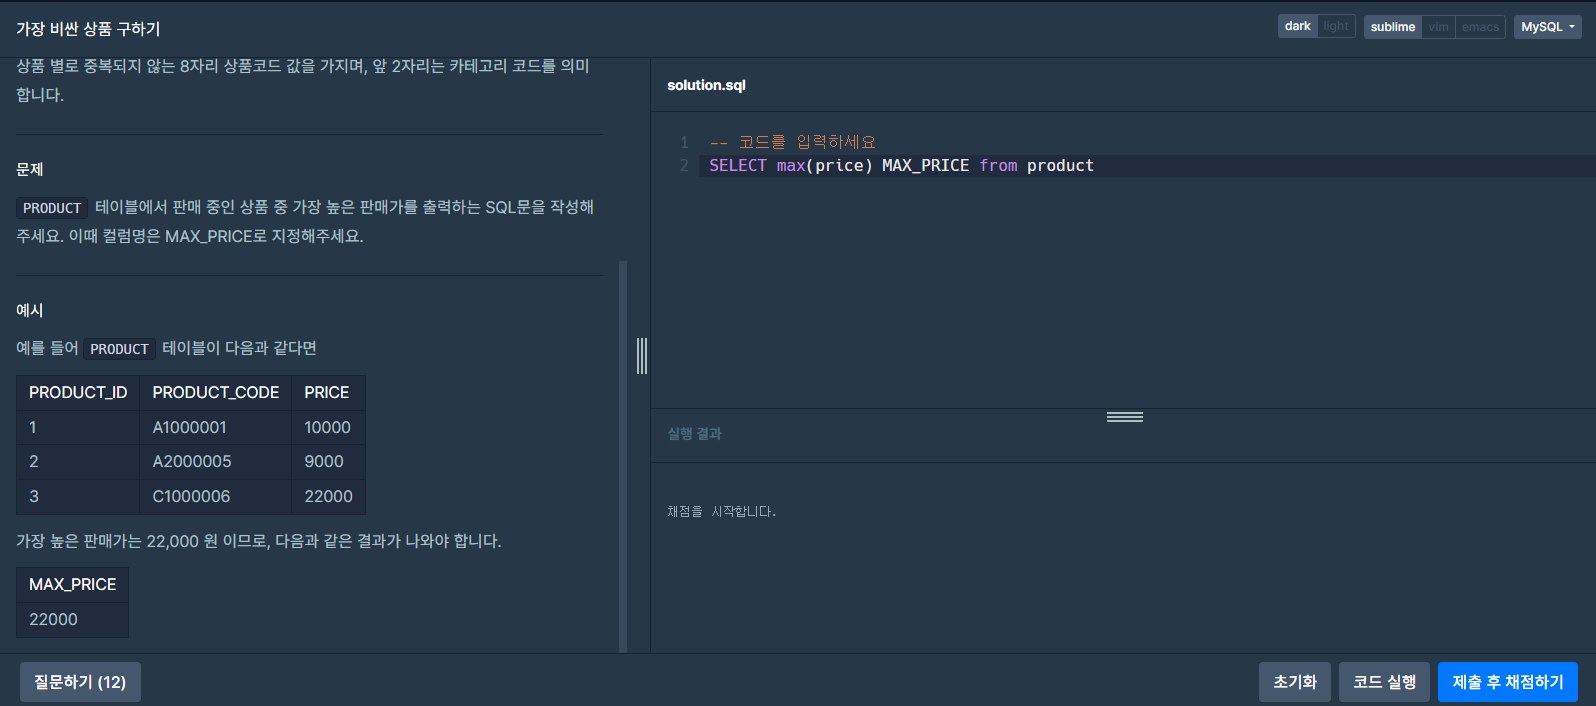 가장 비싼 상품 구하기
dark light sublime vim emacs MySQL
상품 별로 중복되지 않는 8자리 상품코드 값을 가지며, 앞 2자리는 카테고리 코드를 의미
합니다.
문제
PRODUCT 테이블에서 판매 중인 상품 중 가장 높은 판매가를 출력하는 SQL문을 작성해
주세요. 이때 컬럼명은 MAX_PRICE로 지정해주세요.
예시
예를 들어 PRODUCT 테이블이 다음과 같다면
PRODUCT_ID PRODUCT_CODE PRICE
1 A1000001 10000
2 A2000005 9000
3 C1000006 22000
가장 높은 판매가는 22,000 원 이므로, 다음과 같은 결과가 나와야 합니다.
MAX_PRICE
22000
solution.sql
1 -- 코드를 입력하세요
2 SELECT max(price) MAX_PRICE from product
실행 결과
채점을 시작합니다.
질문하기 (12)
초기화 코드 실행 제출 후 채점하기